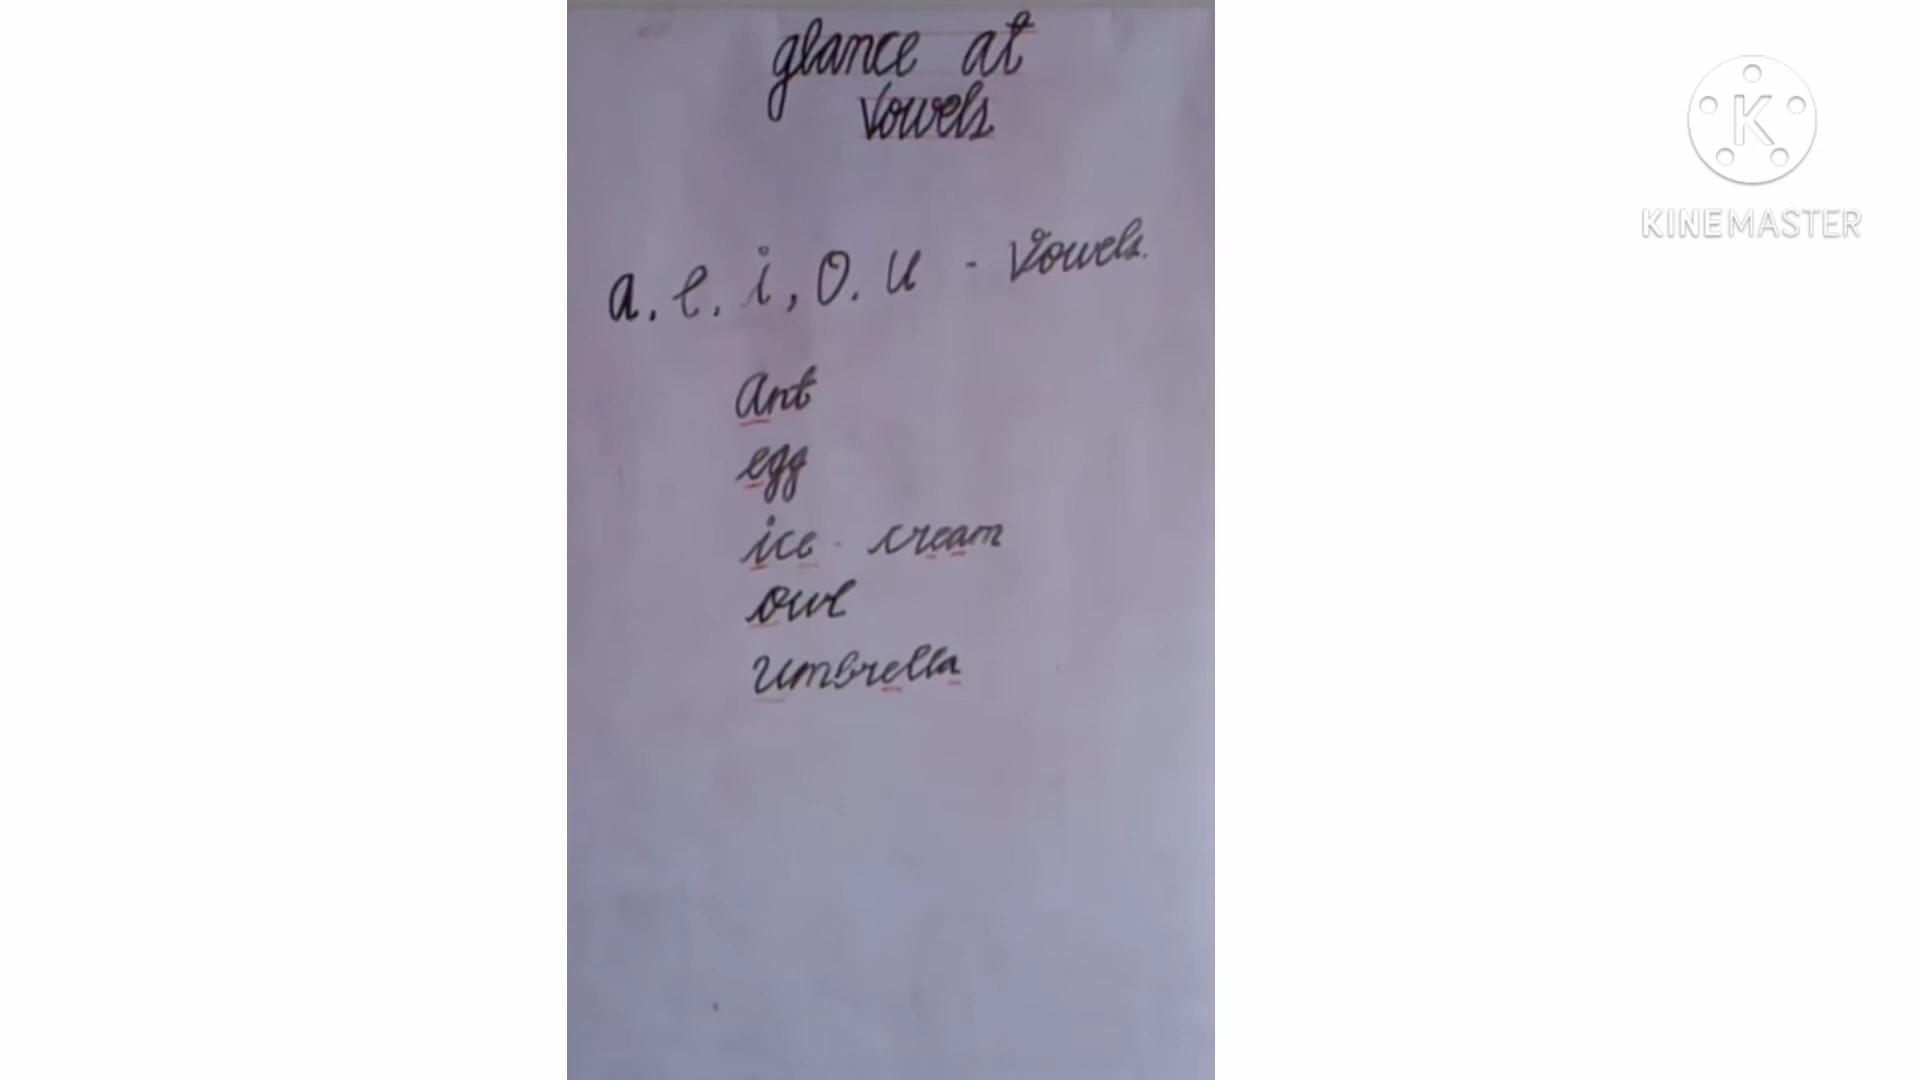 glance at
Vowels.
a. e. i, O. u - Vowels.
Ant
egg
ice - cream
owl
Umbrella
K
KINEMASTER